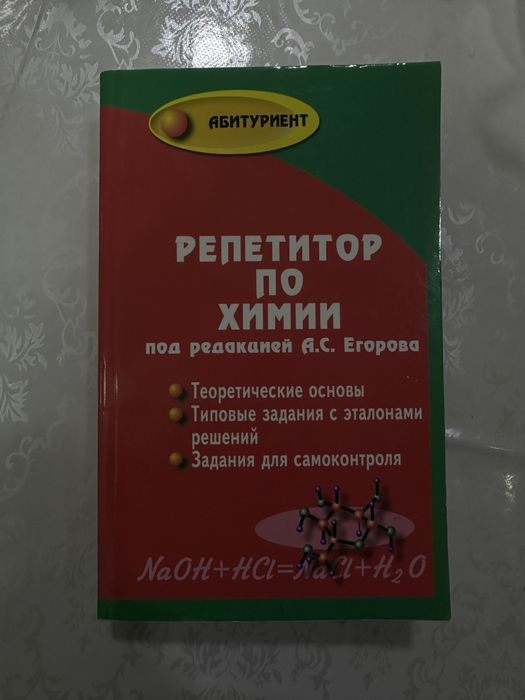 АБИТУРИЕНТ
РЕПЕТИТОР
ПО
ХИМИИ
под редакцией А.С. Егорова
Теоретические основы
Типовые задания с эталонами
решений
Задания для самоконтроля
NaOH+HCl=NaCl+H₂O